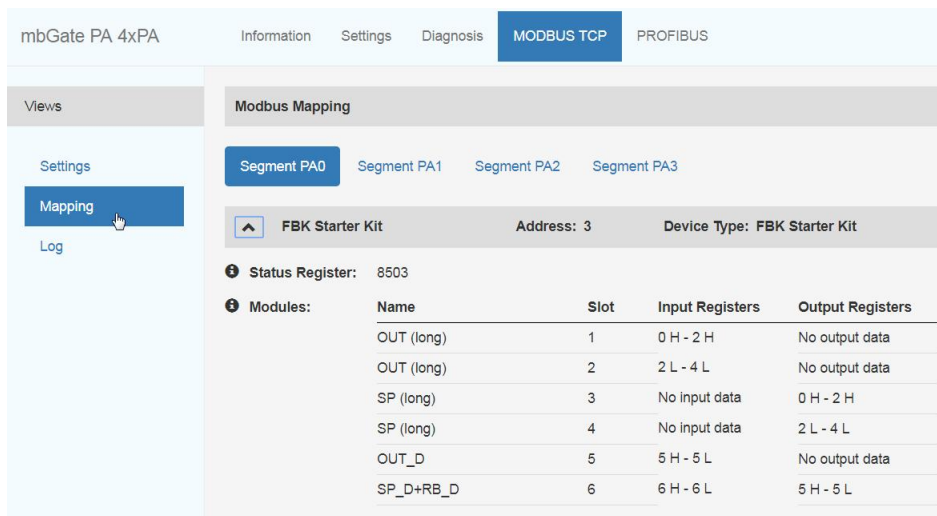 mbGate PA 4xPA Information Settings Diagnosis MODBUS TCP PROFIBUS
Views
Settings
Mapping
Log
Modbus Mapping
Segment PA0 Segment PA1 Segment PA2 Segment PA3
FBK Starter Kit Address: 3 Device Type: FBK Starter Kit
Status Register: 8503
Modules: Name Slot Input Registers Output Registers
OUT (long) 1 0 H - 2 H No output data
OUT (long) 2 2 L - 4 L No output data
SP (long) 3 No input data 0 H - 2 H
SP (long) 4 No input data 2 L - 4 L
OUT_D 5 5 H - 5 L No output data
SP_D+RB_D 6 6 H - 6 L 5 H - 5 L